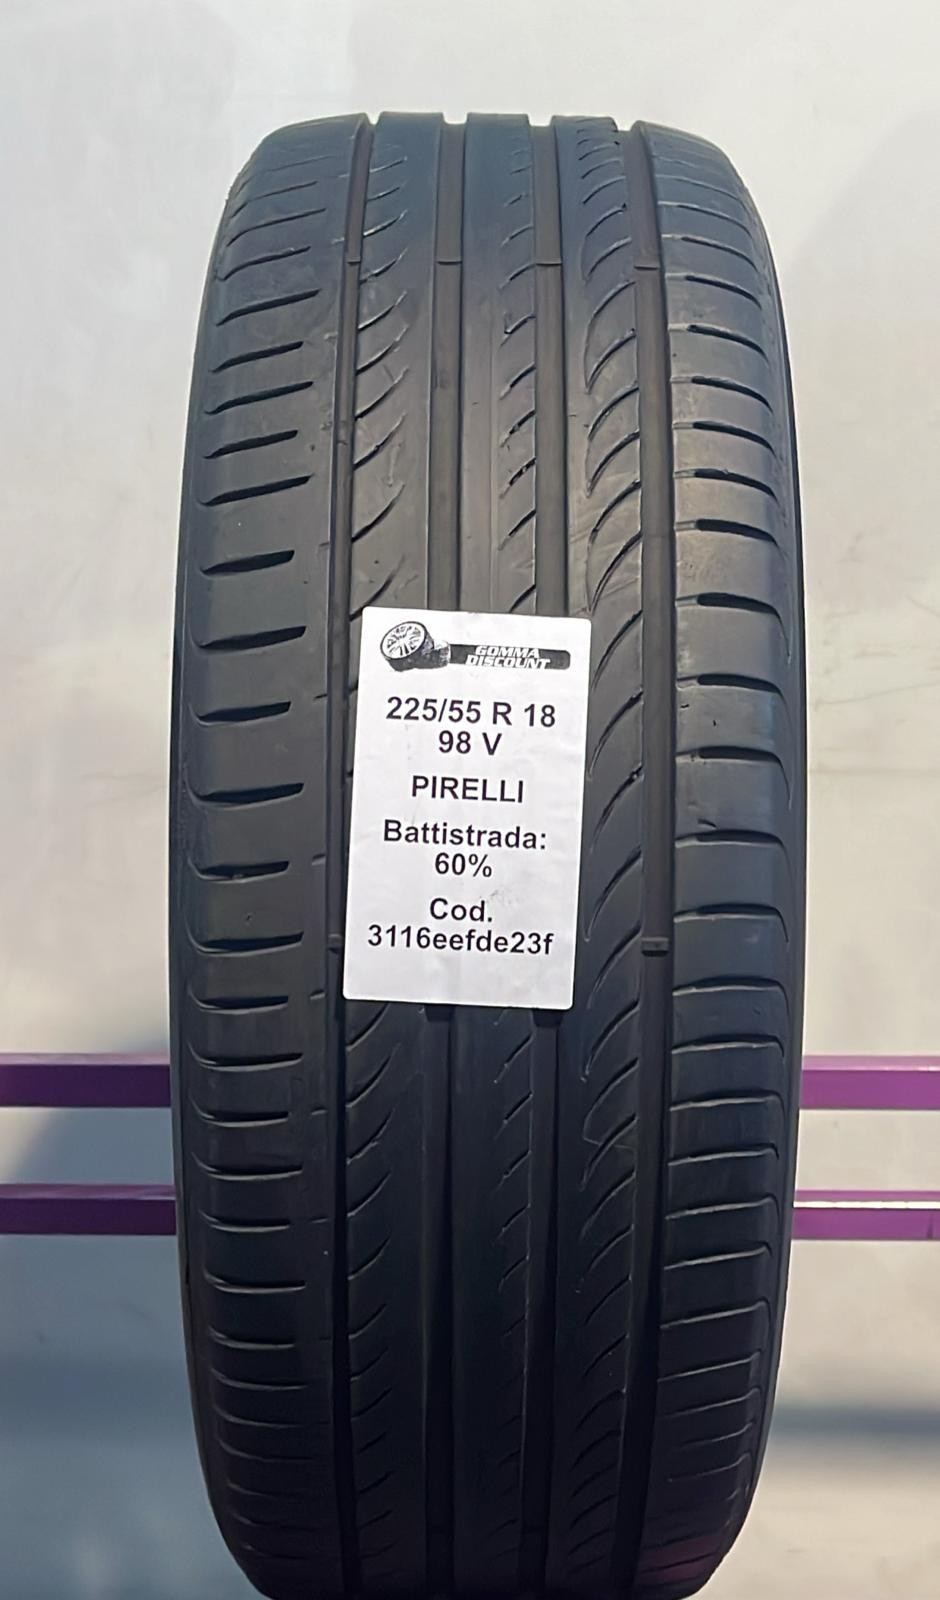 GOMMA
DISCOUNT
225/55 R 18
98 V
PIRELLI
Battistrada:
60%
Cod.
3116eefde23f